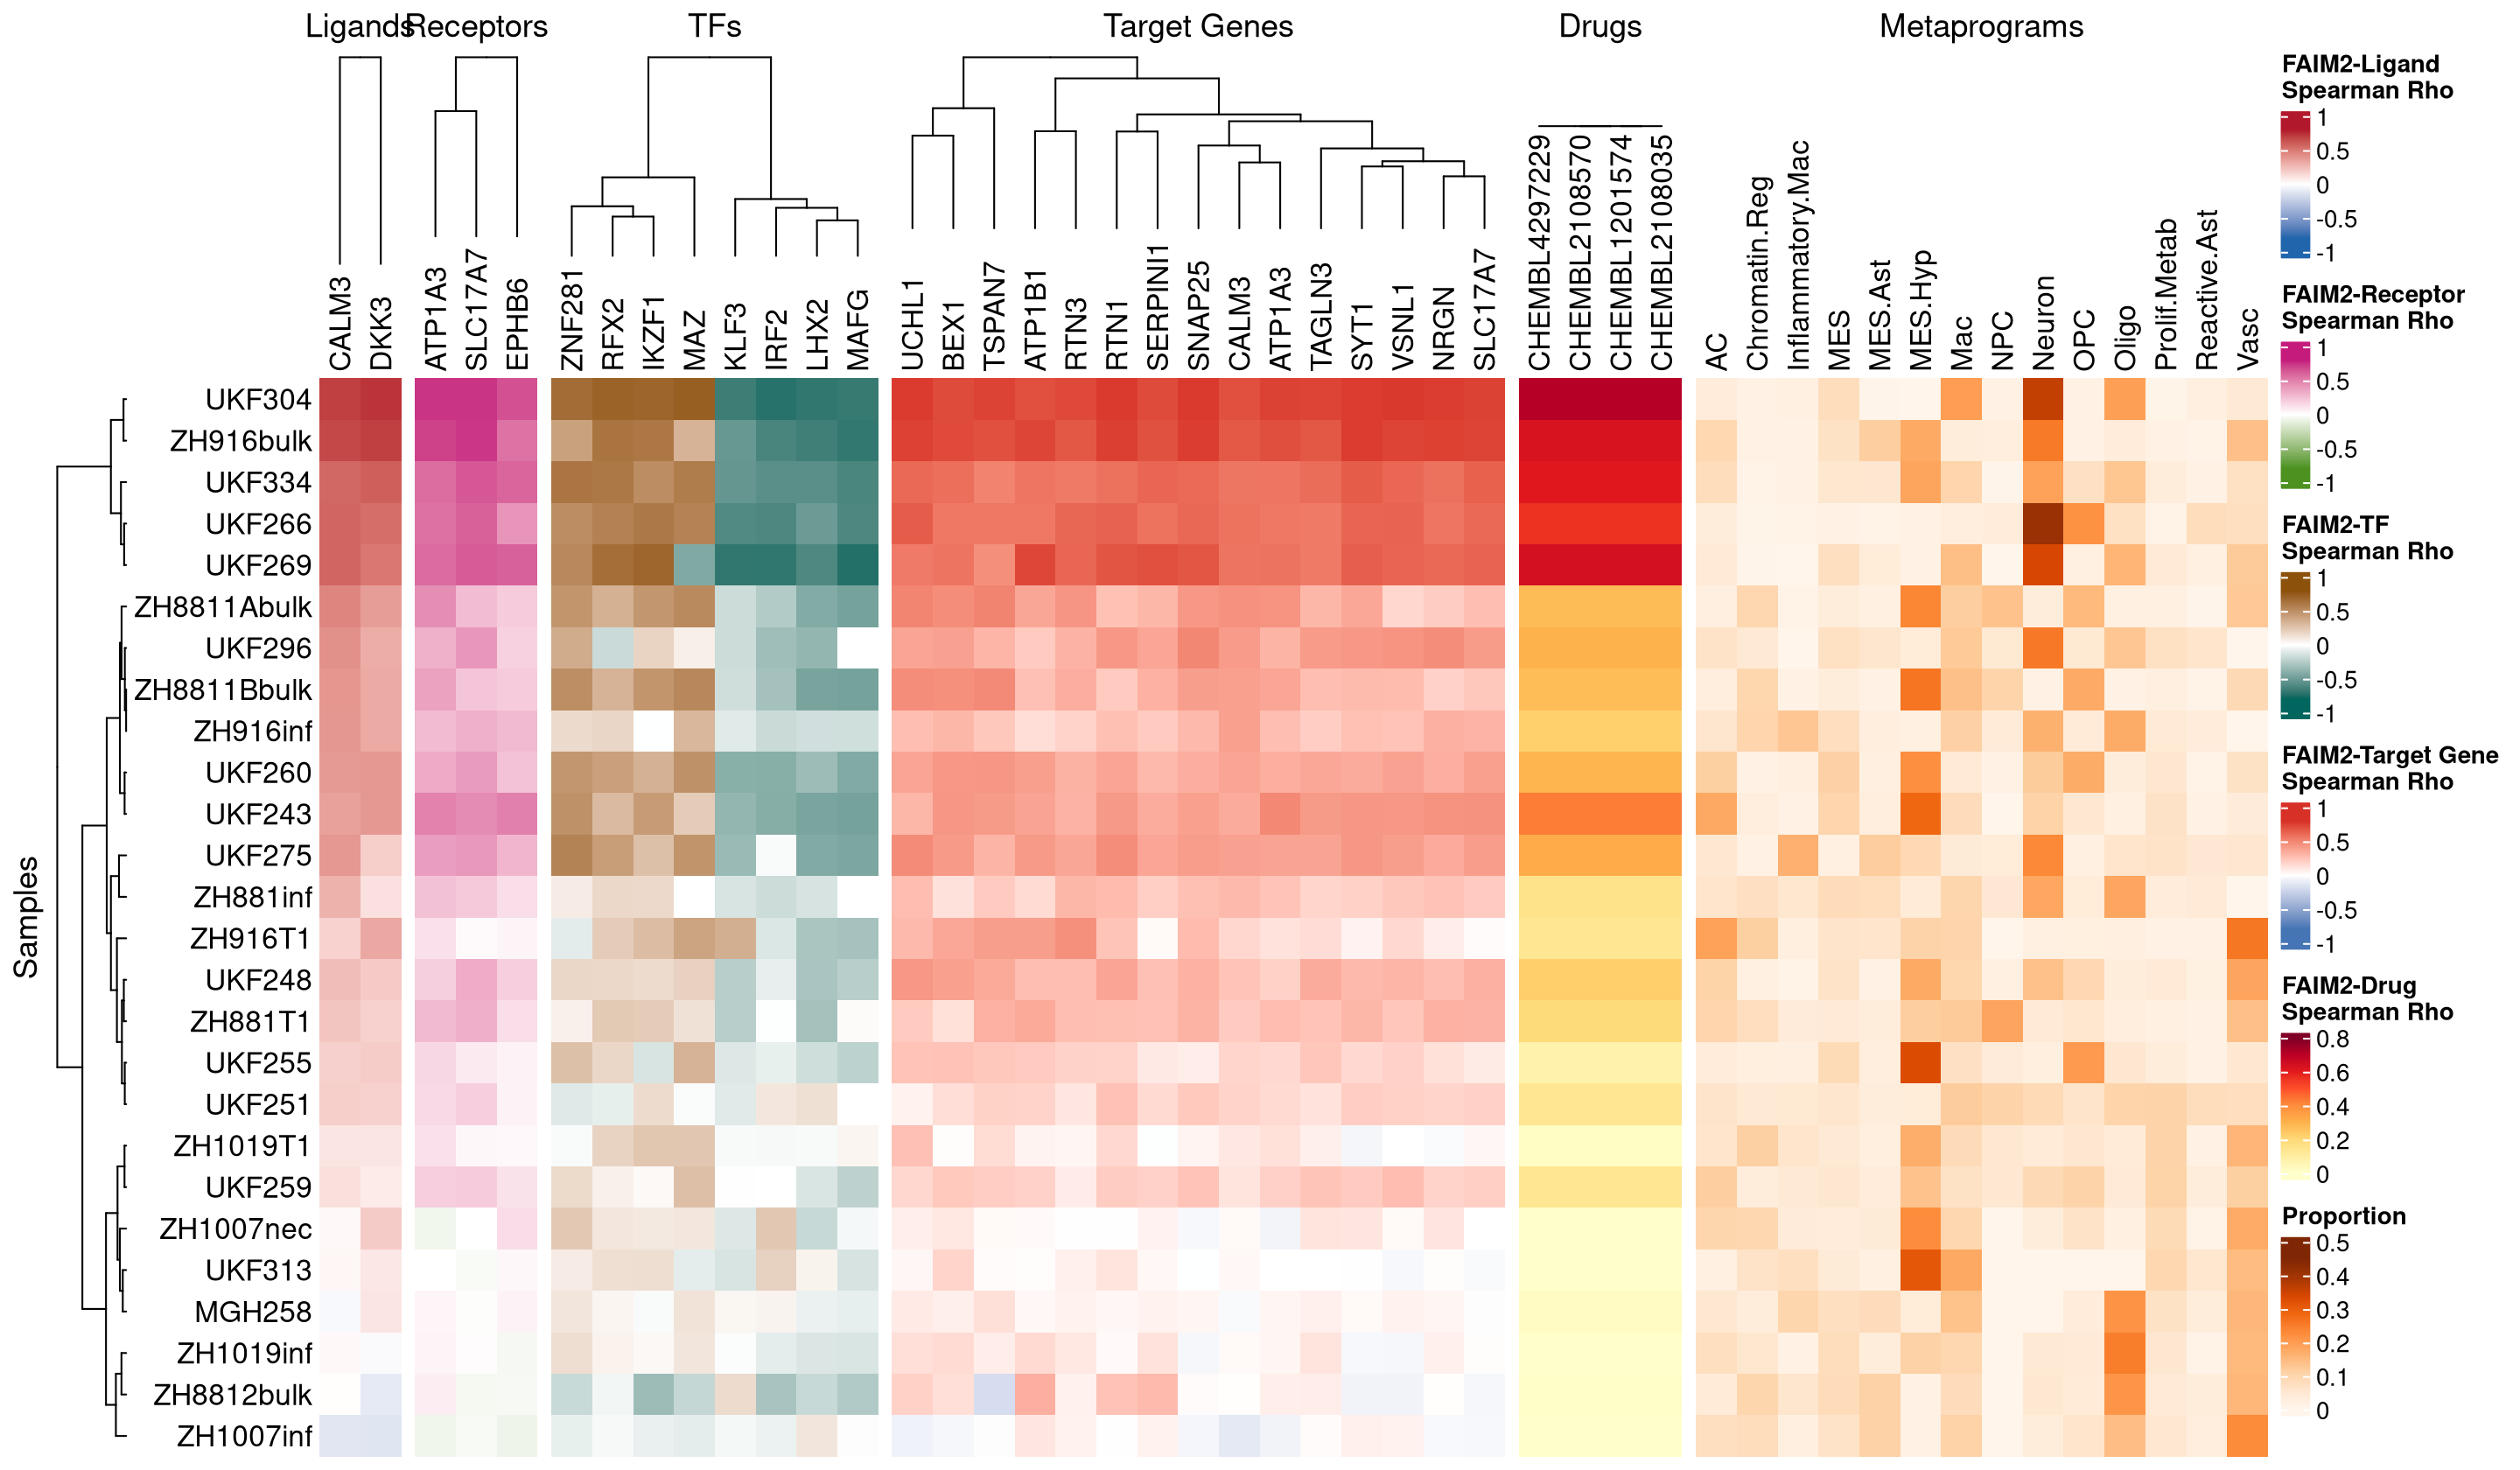 Ligands
Receptors
TFs
Target Genes
Drugs
Metaprograms
CALM3
DKK3
ATP1A3
SLC17A7
EPHB6
ZNF281
RFX2
IKZF1
MAZ
KLF3
IRF2
LHX2
MAFG
UCHL1
BEX1
TSPAN7
ATP1B1
RTN3
RTN1
SERPINI1
SNAP25
CALM3
ATP1A3
TAGLN3
SYT1
VSNL1
NRGN
SLC17A7
CHEMBL4297229
CHEMBL2108570
CHEMBL1201574
CHEMBL2108035
AC
Chromatin.Reg
Inflammatory.Mac
MES
MES.Ast
MES.Hyp
Mac
NPC
Neuron
OPC
Oligo
Prolif.Metab
Reactive.Ast
Vasc
Samples
UKF304
ZH916bulk
UKF334
UKF266
UKF269
ZH8811Abulk
UKF296
ZH8811Bbulk
ZH916inf
UKF260
UKF243
UKF275
ZH881inf
ZH916T1
UKF248
ZH881T1
UKF255
UKF251
ZH1019T1
UKF259
ZH1007nec
UKF313
MGH258
ZH1019inf
ZH8812bulk
ZH1007inf
FAIM2-Ligand
Spearman Rho
1
0.5
0
-0.5
-1
FAIM2-Receptor
Spearman Rho
1
0.5
0
-0.5
-1
FAIM2-TF
Spearman Rho
1
0.5
0
-0.5
-1
FAIM2-Target Gene
Spearman Rho
1
0.5
0
-0.5
-1
FAIM2-Drug
Spearman Rho
0.8
0.6
0.4
0.2
0
Proportion
0.5
0.4
0.3
0.2
0.1
0